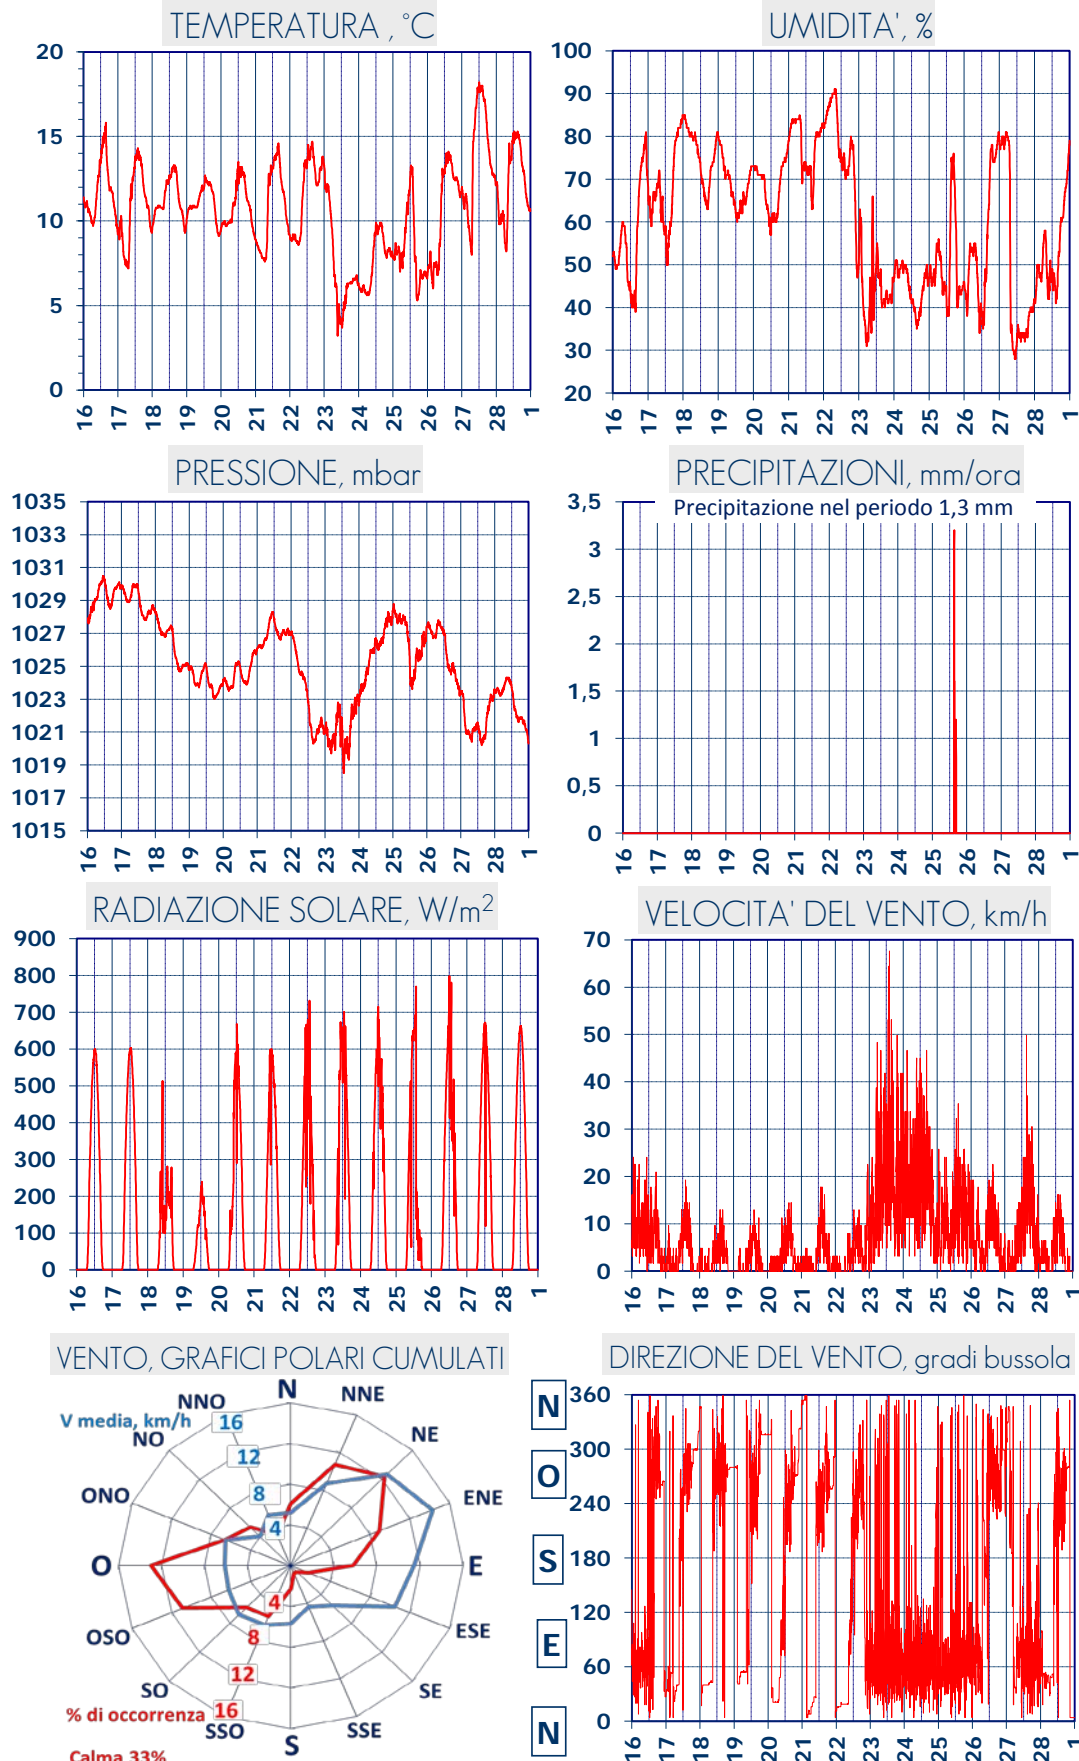 TEMPERATURA , °C
20
15
10
5
0
16 17 18 19 20 21 22 23 24 25 26 27 28 1
UMIDITA', %
100
90
80
70
60
50
40
30
20
16 17 18 19 20 21 22 23 24 25 26 27 28 1
PRESSIONE, mbar
1035
1033
1031
1029
1027
1025
1023
1021
1019
1017
1015
16 17 18 19 20 21 22 23 24 25 26 27 28 1
PRECIPITAZIONI, mm/ora
Precipitazione nel periodo 1,3 mm
3,5
3
2,5
2
1,5
1
0,5
0
16 17 18 19 20 21 22 23 24 25 26 27 28 1
RADIAZIONE SOLARE, W/m²
900
800
700
600
500
400
300
200
100
0
16 17 18 19 20 21 22 23 24 25 26 27 28 1
VELOCITA' DEL VENTO, km/h
70
60
50
40
30
20
10
0
16 17 18 19 20 21 22 23 24 25 26 27 28 1
VENTO, GRAFICI POLARI CUMULATI
V media, km/h
N
NNE
NE
ENE
E
ESE
SE
SSE
S
SSO
SO
OSO
O
ONO
NO
NNO
16
12
8
4
4
8
12
16
% di occorrenza
Calma 33%
DIREZIONE DEL VENTO, gradi bussola
N
O
S
E
N
360
300
240
180
120
60
0
16 17 18 19 20 21 22 23 24 25 26 27 28 1